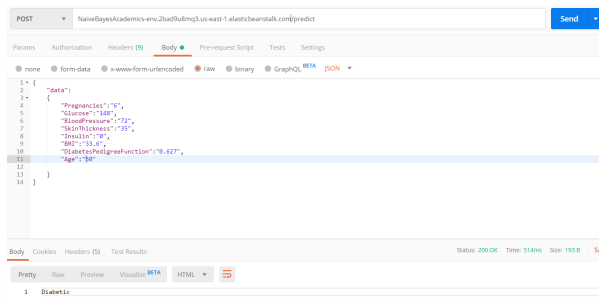 POST NaiveBayesAcademics-env.2bad9u8mq3.us-east-1.elasticbeanstalk.com/predict Send
Params Authorization Headers (9) Body Pre-request Script Tests Settings
none form-data x-www-form-urlencoded raw binary GraphQL BETA JSON
1 {
2 "data":
3 {
4 "Pregnancies":"6",
5 "Glucose":"148",
6 "BloodPressure":"72",
7 "SkinThickness":"35",
8 "Insulin":"0",
9 "BMI":"33.6",
10 "DiabetesPedigreeFunction":"0.627",
11 "Age":"50"
12
13 }
14 }
Body Cookies Headers (5) Test Results Status: 200 OK Time: 514ms Size: 193 B
Pretty Raw Preview Visualize BETA HTML
1 Diabetic